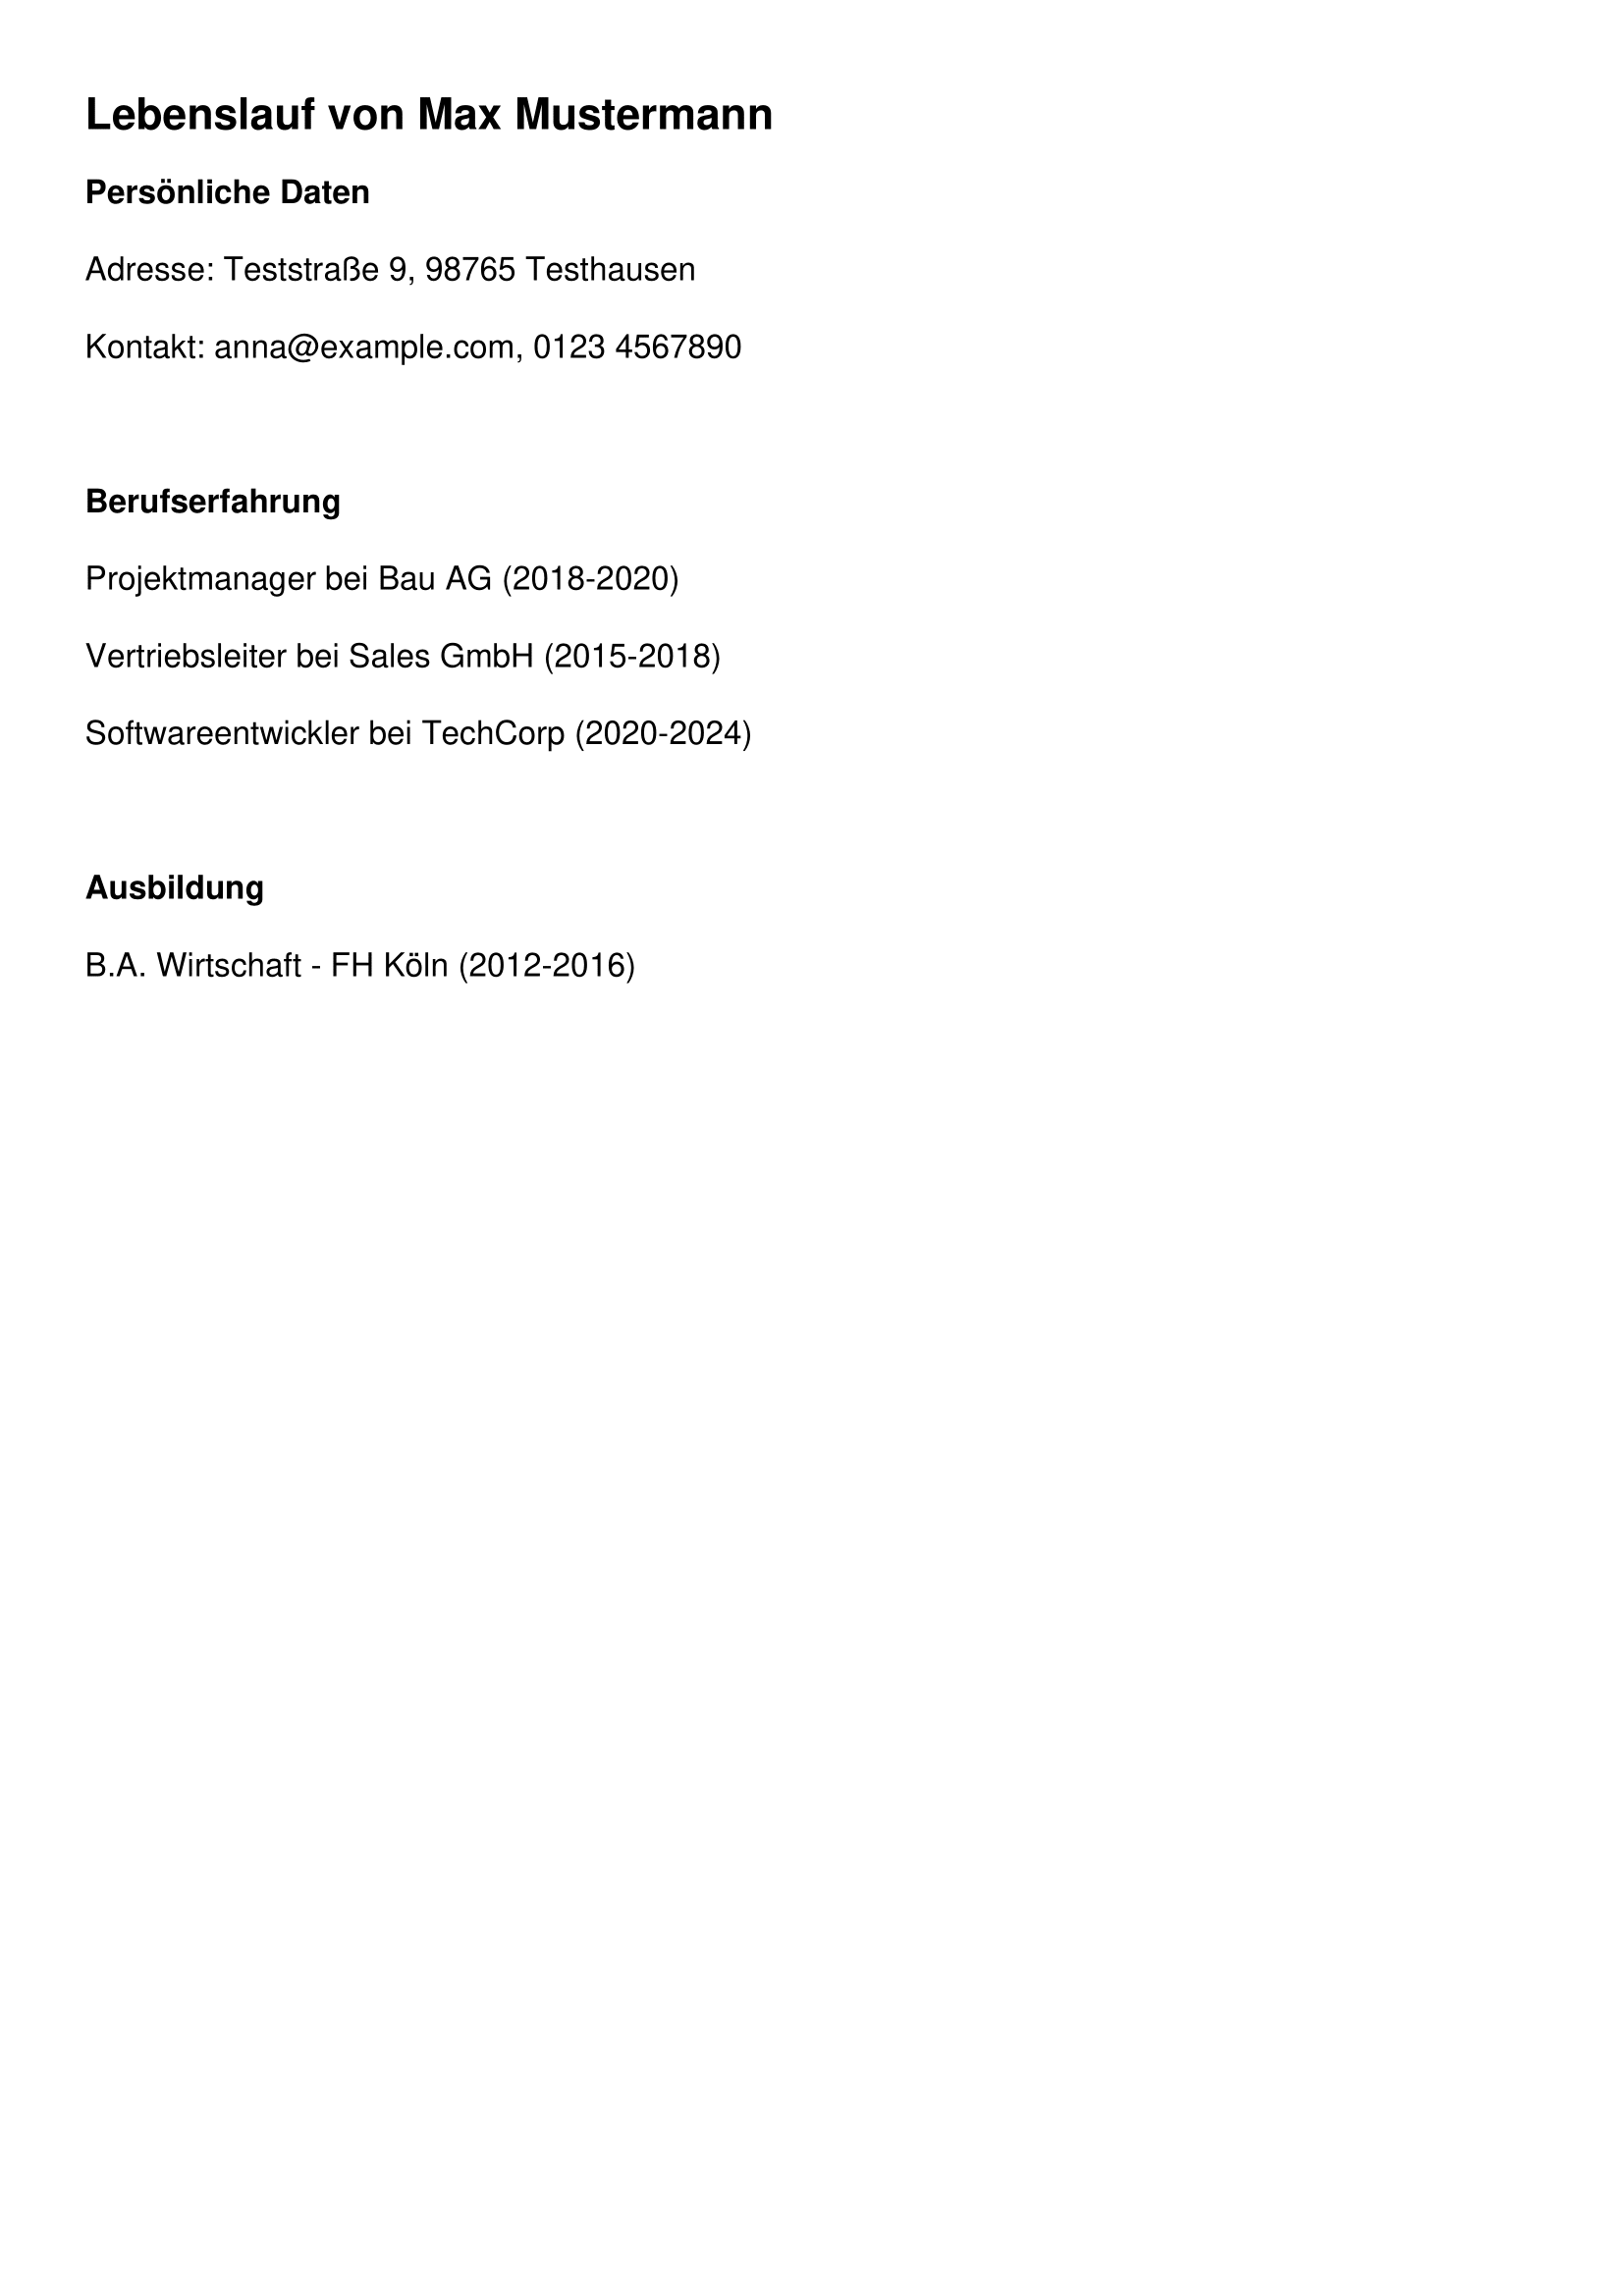 Lebenslauf von Max Mustermann
Persönliche Daten
Adresse: Teststraße 9, 98765 Testhausen
Kontakt: anna@example.com, 0123 4567890
Berufserfahrung
Projektmanager bei Bau AG (2018-2020)
Vertriebsleiter bei Sales GmbH (2015-2018)
Softwareentwickler bei TechCorp (2020-2024)
Ausbildung
B.A. Wirtschaft - FH Köln (2012-2016)